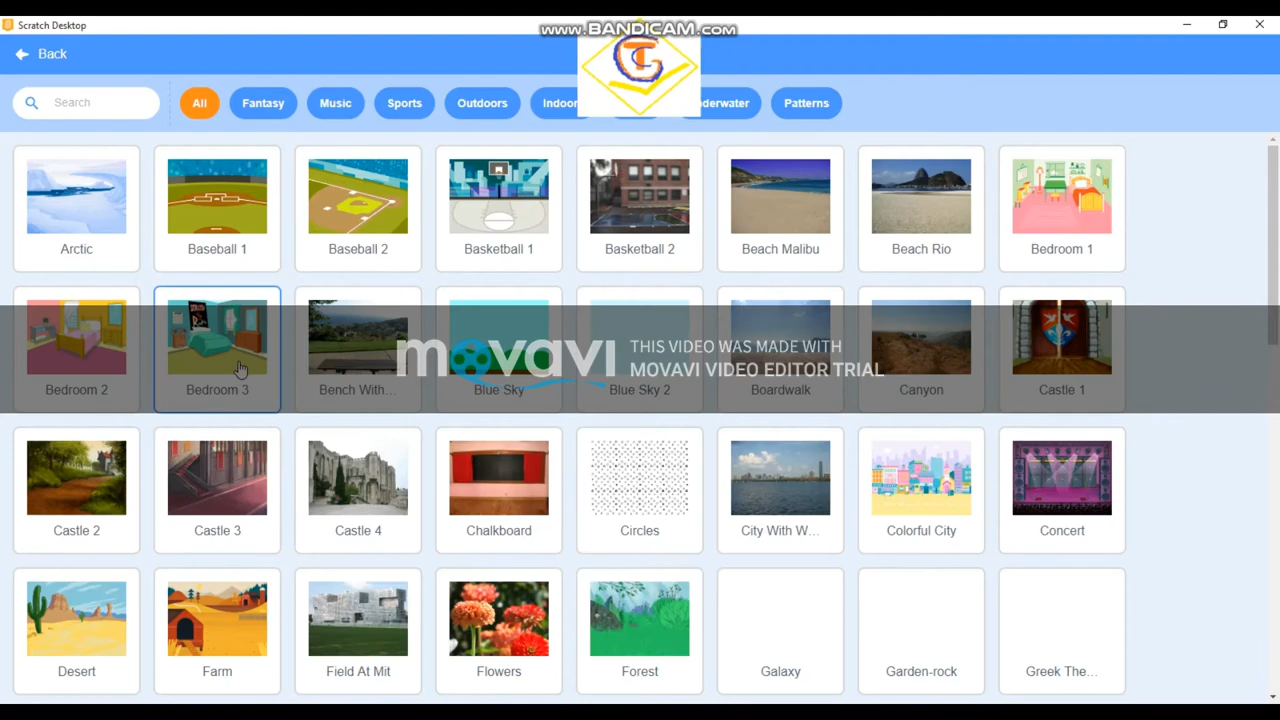 Scratch Desktop
www.BANDICAM.com
Back
Search
All
Fantasy
Music
Sports
Outdoors
Patterns
Arctic
Baseball 1
Baseball 2
Basketball 1
Basketball 2
Beach Malibu
Beach Rio
Bedroom 1
THIS VIDEO WAS MADE WITH
movavi
MOVAVI VIDEO EDITOR TRIAL
Bedroom 2
Bedroom 3
Bench With...
Blue Sky
Blue Sky 2
Boardwalk
Canyon
Castle 1
Castle 2
Castle 3
Castle 4
Chalkboard
Circles
City With W...
Colorful City
Concert
Desert
Farm
Field At Mit
Flowers
Forest
Galaxy
Garden-rock
Greek The...